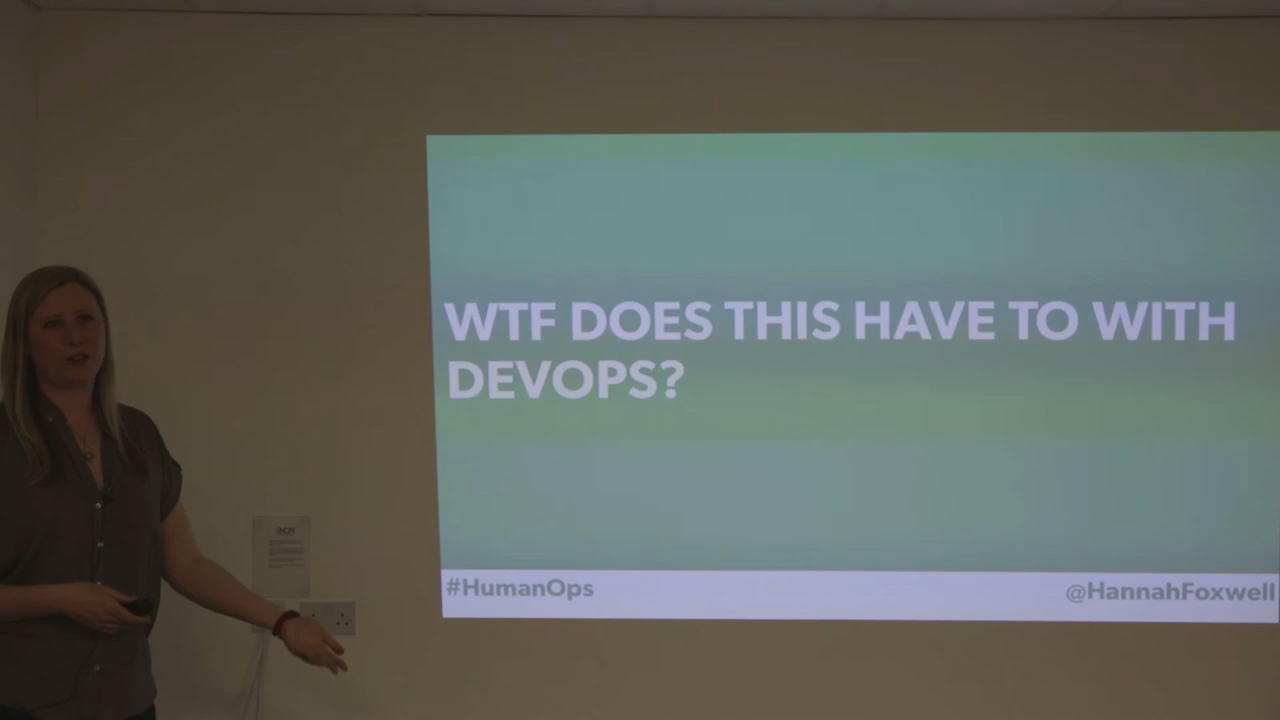 WTF DOES THIS HAVE TO WITH
DEVOPS?
#HumanOps
@HannahFoxwell